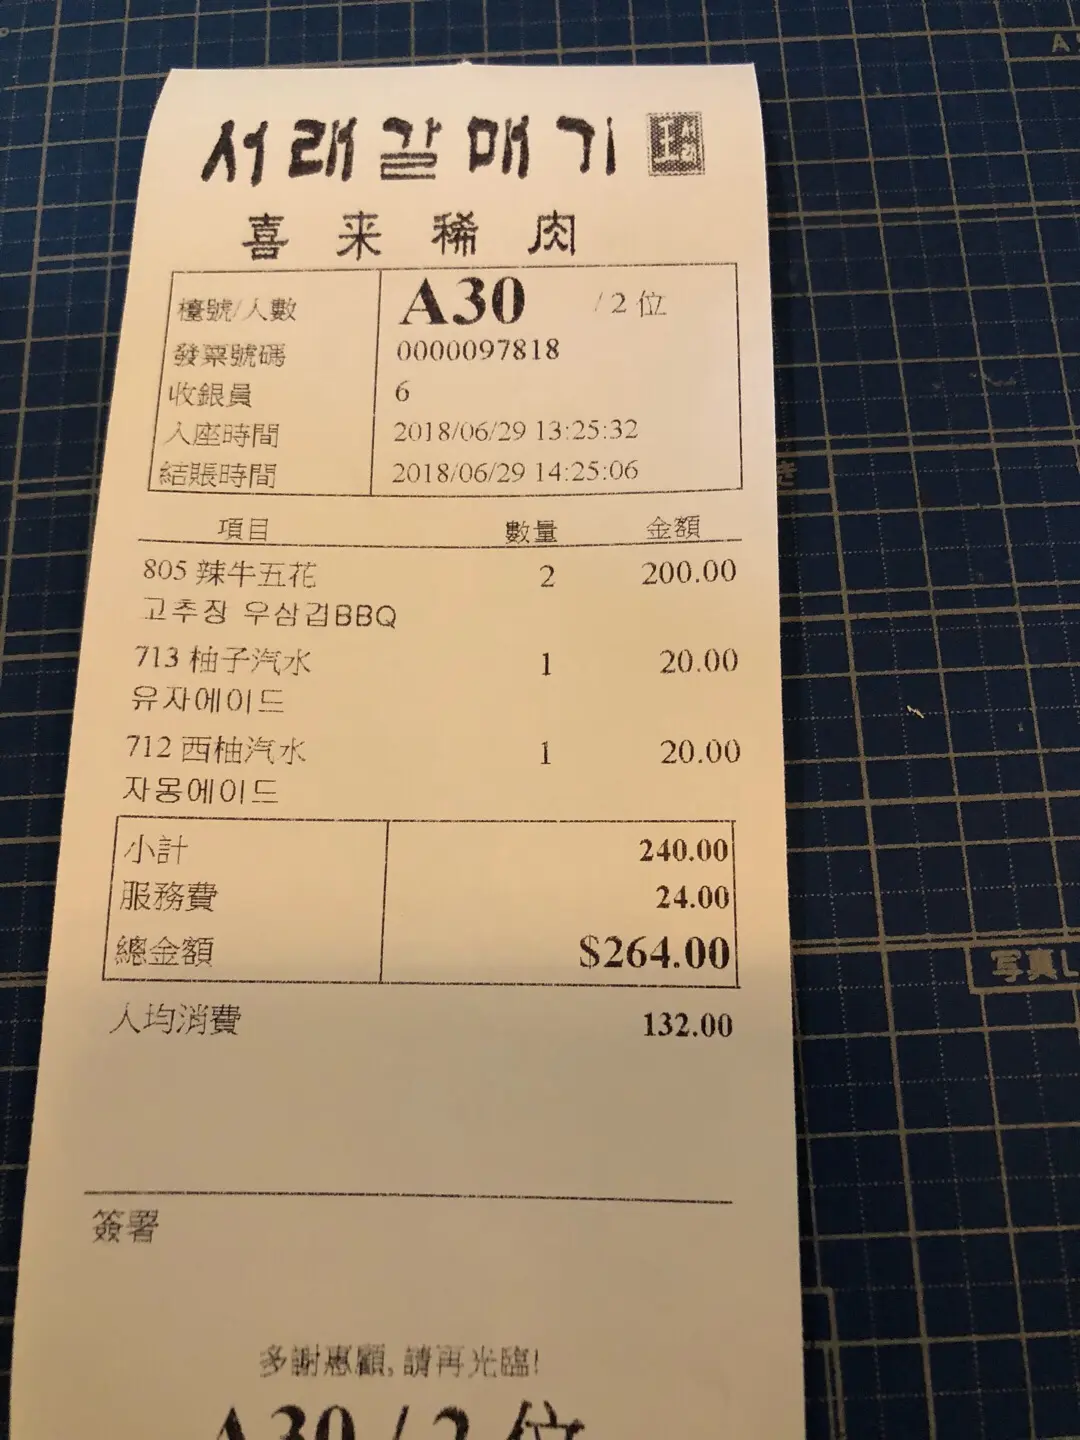 서래갈매기
喜来稀肉
檯號/人數 A30 / 2 位
發票號碼 0000097818
收銀員 6
入座時間 2018/06/29 13:25:32
結賬時間 2018/06/29 14:25:06
項目 數量 金額
805 辣牛五花 2 200.00
고추장 우삼겹BBQ
713 柚子汽水 1 20.00
유자에이드
712 西柚汽水 1 20.00
자몽에이드
小計 240.00
服務費 24.00
總金額 $264.00
人均消費 132.00
簽署
多謝惠顧, 請再光臨!
A30 / 2 位
写真L